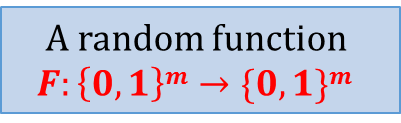 A random function
F: {0, 1}ᵐ → {0, 1}ᵐ